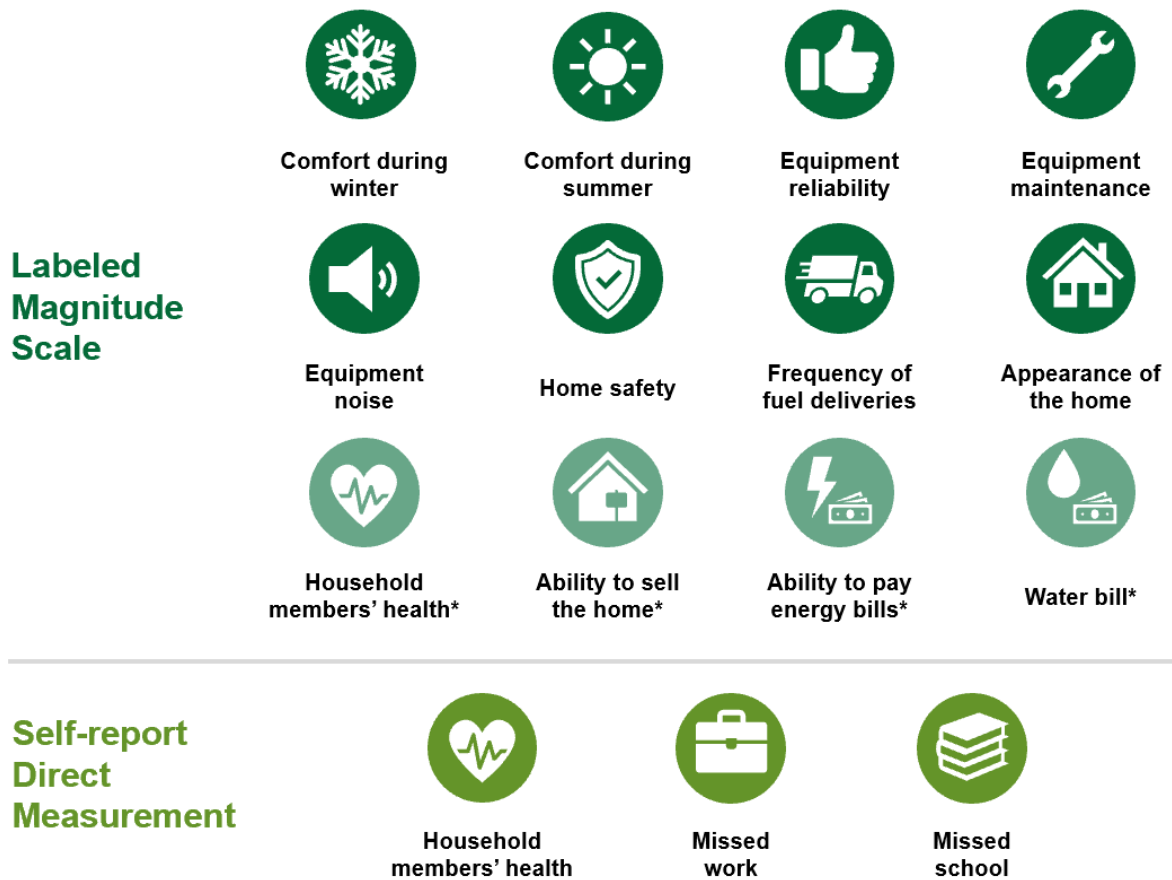 Comfort during
winter
Comfort during
summer
Equipment
reliability
Equipment
maintenance
Labeled
Magnitude
Scale
Equipment
noise
Home safety
Frequency of
fuel deliveries
Appearance of
the home
Household
members’ health*
Ability to sell
the home*
Ability to pay
energy bills*
Water bill*
Self-report
Direct
Measurement
Household
members’ health
Missed
work
Missed
school